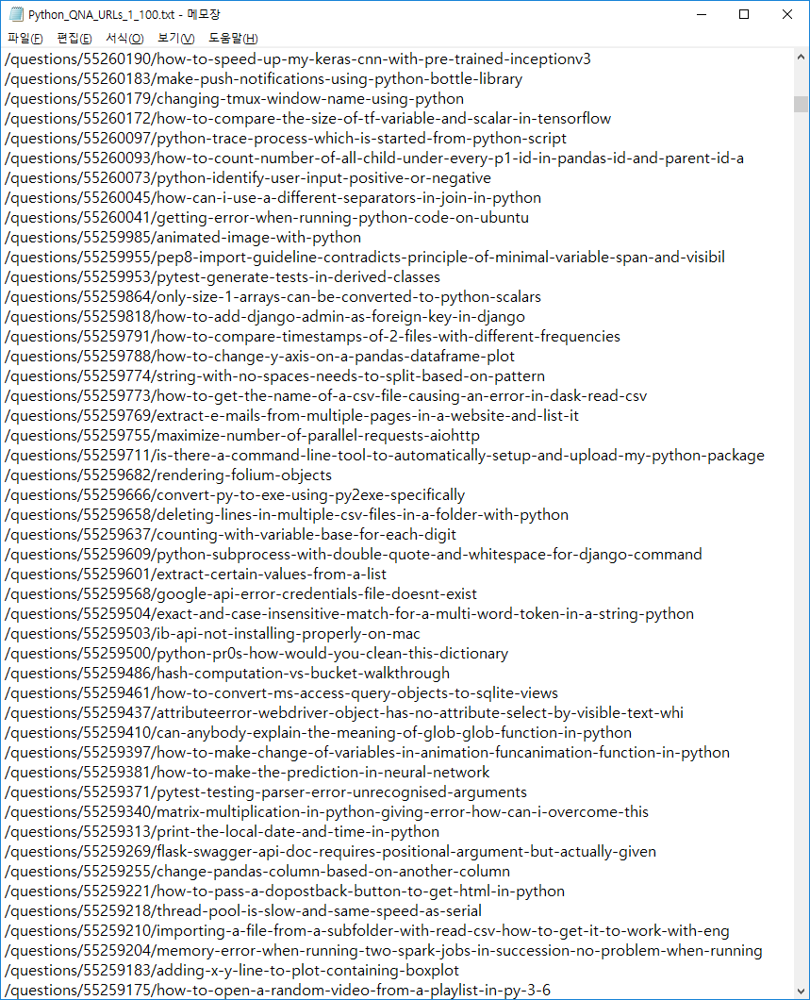 Python_QNA_URLs_1_100.txt - 메모장
파일(F) 편집(E) 서식(O) 보기(V) 도움말(H)
/questions/55260190/how-to-speed-up-my-keras-cnn-with-pre-trained-inceptionv3
/questions/55260183/make-push-notifications-using-python-bottle-library
/questions/55260179/changing-tmux-window-name-using-python
/questions/55260172/how-to-compare-the-size-of-tf-variable-and-scalar-in-tensorflow
/questions/55260097/python-trace-process-which-is-started-from-python-script
/questions/55260093/how-to-count-number-of-all-child-under-every-p1-id-in-pandas-id-and-parent-id-a
/questions/55260073/python-identify-user-input-positive-or-negative
/questions/55260045/how-can-i-use-a-different-separators-in-join-in-python
/questions/55260041/getting-error-when-running-python-code-on-ubuntu
/questions/55259985/animated-image-with-python
/questions/55259955/pep8-import-guideline-contradicts-principle-of-minimal-variable-span-and-visibil
/questions/55259953/pytest-generate-tests-in-derived-classes
/questions/55259864/only-size-1-arrays-can-be-converted-to-python-scalars
/questions/55259818/how-to-add-django-admin-as-foreign-key-in-django
/questions/55259791/how-to-compare-timestamps-of-2-files-with-different-frequencies
/questions/55259788/how-to-change-y-axis-on-a-pandas-dataframe-plot
/questions/55259774/string-with-no-spaces-needs-to-split-based-on-pattern
/questions/55259773/how-to-get-the-name-of-a-csv-file-causing-an-error-in-dask-read-csv
/questions/55259769/extract-e-mails-from-multiple-pages-in-a-website-and-list-it
/questions/55259755/maximize-number-of-parallel-requests-aiohttp
/questions/55259711/is-there-a-command-line-tool-to-automatically-setup-and-upload-my-python-package
/questions/55259682/rendering-folium-objects
/questions/55259666/convert-py-to-exe-using-py2exe-specifically
/questions/55259658/deleting-lines-in-multiple-csv-files-in-a-folder-with-python
/questions/55259637/counting-with-variable-base-for-each-digit
/questions/55259609/python-subprocess-with-double-quote-and-whitespace-for-django-command
/questions/55259601/extract-certain-values-from-a-list
/questions/55259568/google-api-error-credentials-file-doesnt-exist
/questions/55259504/exact-and-case-insensitive-match-for-a-multi-word-token-in-a-string-python
/questions/55259503/ib-api-not-installing-properly-on-mac
/questions/55259500/python-pr0s-how-would-you-clean-this-dictionary
/questions/55259486/hash-computation-vs-bucket-walkthrough
/questions/55259461/how-to-convert-ms-access-query-objects-to-sqlite-views
/questions/55259437/attributeerror-webdriver-object-has-no-attribute-select-by-visible-text-whi
/questions/55259410/can-anybody-explain-the-meaning-of-glob-glob-function-in-python
/questions/55259397/how-to-make-change-of-variables-in-animation-funcanimation-function-in-python
/questions/55259381/how-to-make-the-prediction-in-neural-network
/questions/55259371/pytest-testing-parser-error-unrecognised-arguments
/questions/55259340/matrix-multiplication-in-python-giving-error-how-can-i-overcome-this
/questions/55259313/print-the-local-date-and-time-in-python
/questions/55259269/flask-swagger-api-doc-requires-positional-argument-but-actually-given
/questions/55259255/change-pandas-column-based-on-another-column
/questions/55259221/how-to-pass-a-dopostback-button-to-get-html-in-python
/questions/55259218/thread-pool-is-slow-and-same-speed-as-serial
/questions/55259210/importing-a-file-from-a-subfolder-with-read-csv-how-to-get-it-to-work-with-eng
/questions/55259204/memory-error-when-running-two-spark-jobs-in-succession-no-problem-when-running
/questions/55259183/adding-x-y-line-to-plot-containing-boxplot
/questions/55259175/how-to-open-a-random-video-from-a-playlist-in-py-3-6